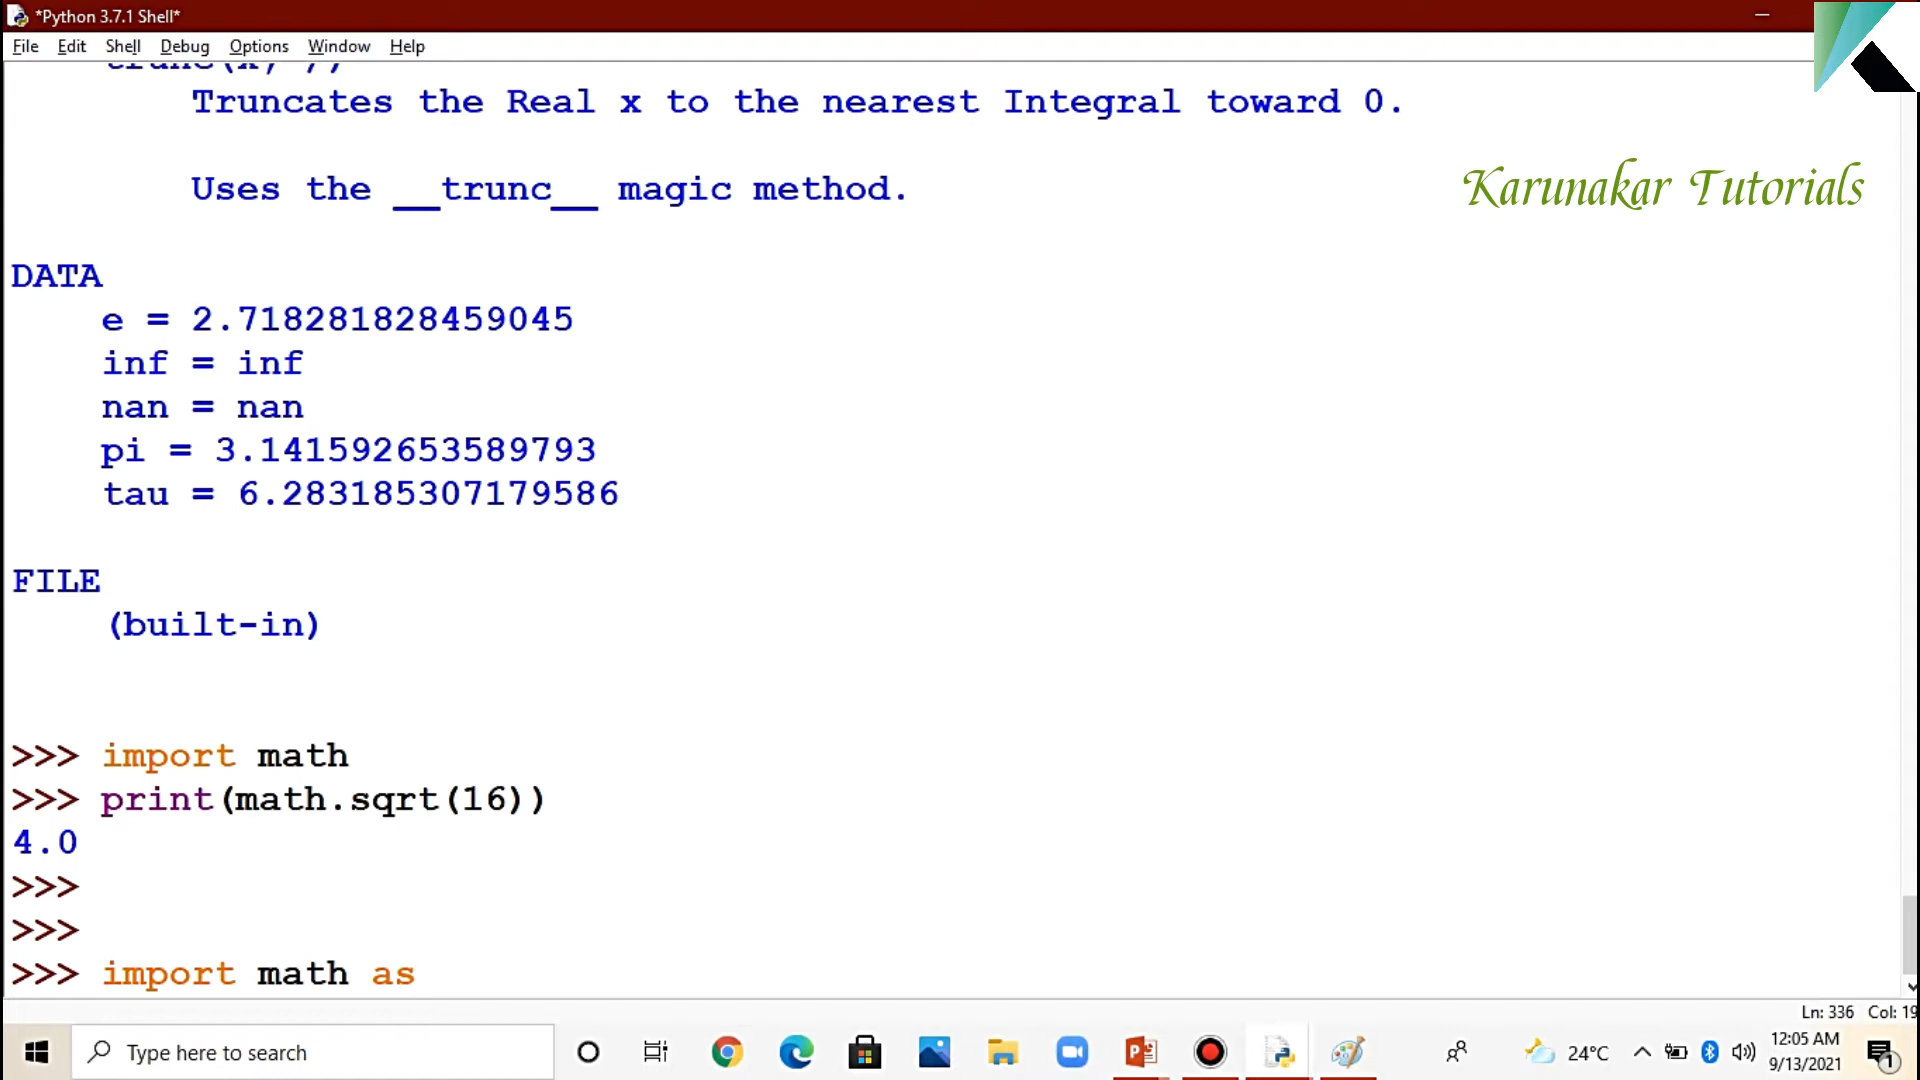 *Python 3.7.1 Shell*
File Edit Shell Debug Options Window Help
Truncates the Real x to the nearest Integral toward 0.
Karunakar Tutorials
Uses the __trunc__ magic method.
DATA
e = 2.718281828459045
inf = inf
nan = nan
pi = 3.141592653589793
tau = 6.283185307179586
FILE
(built-in)
>>> import math
>>> print(math.sqrt(16))
4.0
>>>
>>>
>>> import math as
Ln: 336 Col: 19
Type here to search
24°C
12:05 AM
9/13/2021
1